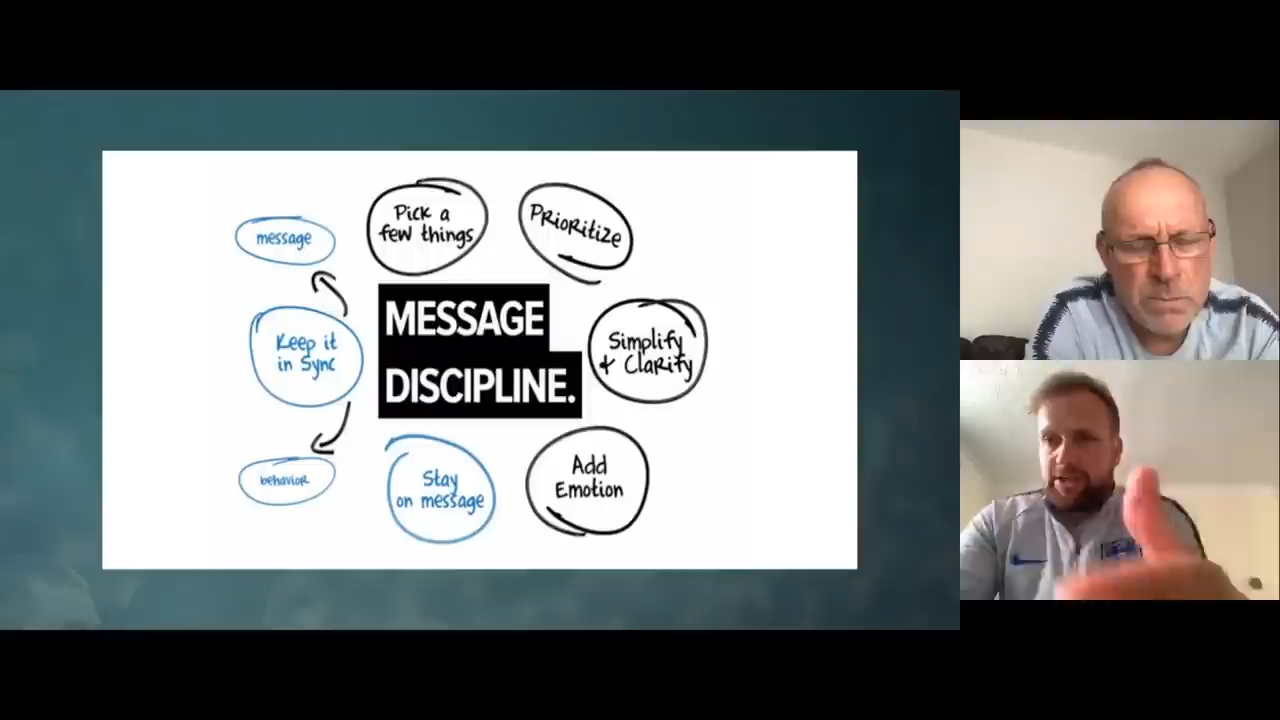 message
Pick a
few things
PRioRitize
MESSAGE
DISCIPLINE.
Keep it
in Sync
Simplify
+ ClaRify
behavioR
Stay
on message
Add
Emotion